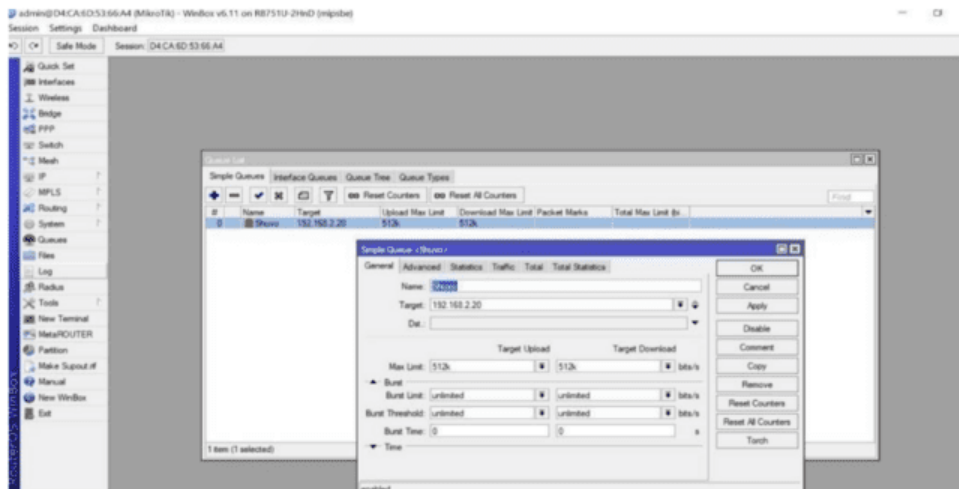 admin@D4:CA:6D:53:66:A4 (MikroTik) - WinBox v6.11 on RB751U-2HnD (mipsbe)
Session Settings Dashboard
Safe Mode Session: D4:CA:6D:53:66:A4
Quick Set
Interfaces
Wireless
Bridge
PPP
Switch
Mesh
IP
MPLS
Routing
System
Queues
Files
Log
Radius
Tools
New Terminal
MetaROUTER
Partition
Make Supout.rif
Manual
New WinBox
Exit
RouterOS WinBox
Queue List
Simple Queues Interface Queues Queue Tree Queue Types
Reset Counters Reset All Counters Find
# Name Target Upload Max Limit Download Max Limit Packet Marks Total Max Limit (bi...
0 Shuvo 192.168.2.20 512k 512k
1 item (1 selected)
Simple Queue <Shuvo>
General Advanced Statistics Traffic Total Total Statistics
Name: Shuvo
Target: 192.168.2.20
Dst.:
Target Upload Target Download
Max Limit: 512k 512k bits/s
Burst
Burst Limit: unlimited unlimited bits/s
Burst Threshold: unlimited unlimited bits/s
Burst Time: 0 0 s
Time
OK
Cancel
Apply
Disable
Comment
Copy
Remove
Reset Counters
Reset All Counters
Torch
enabled